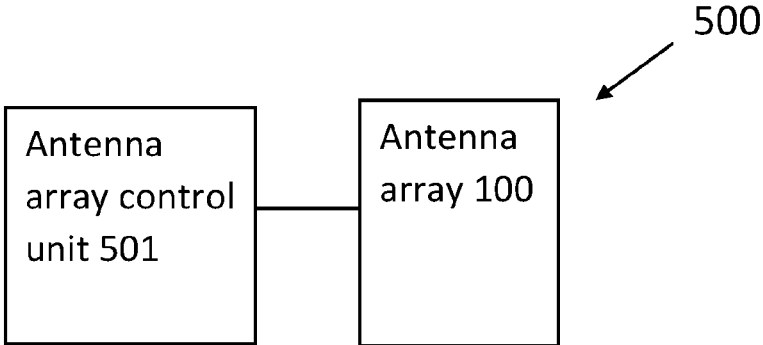 500
Antenna
array control
unit 501
Antenna
array 100